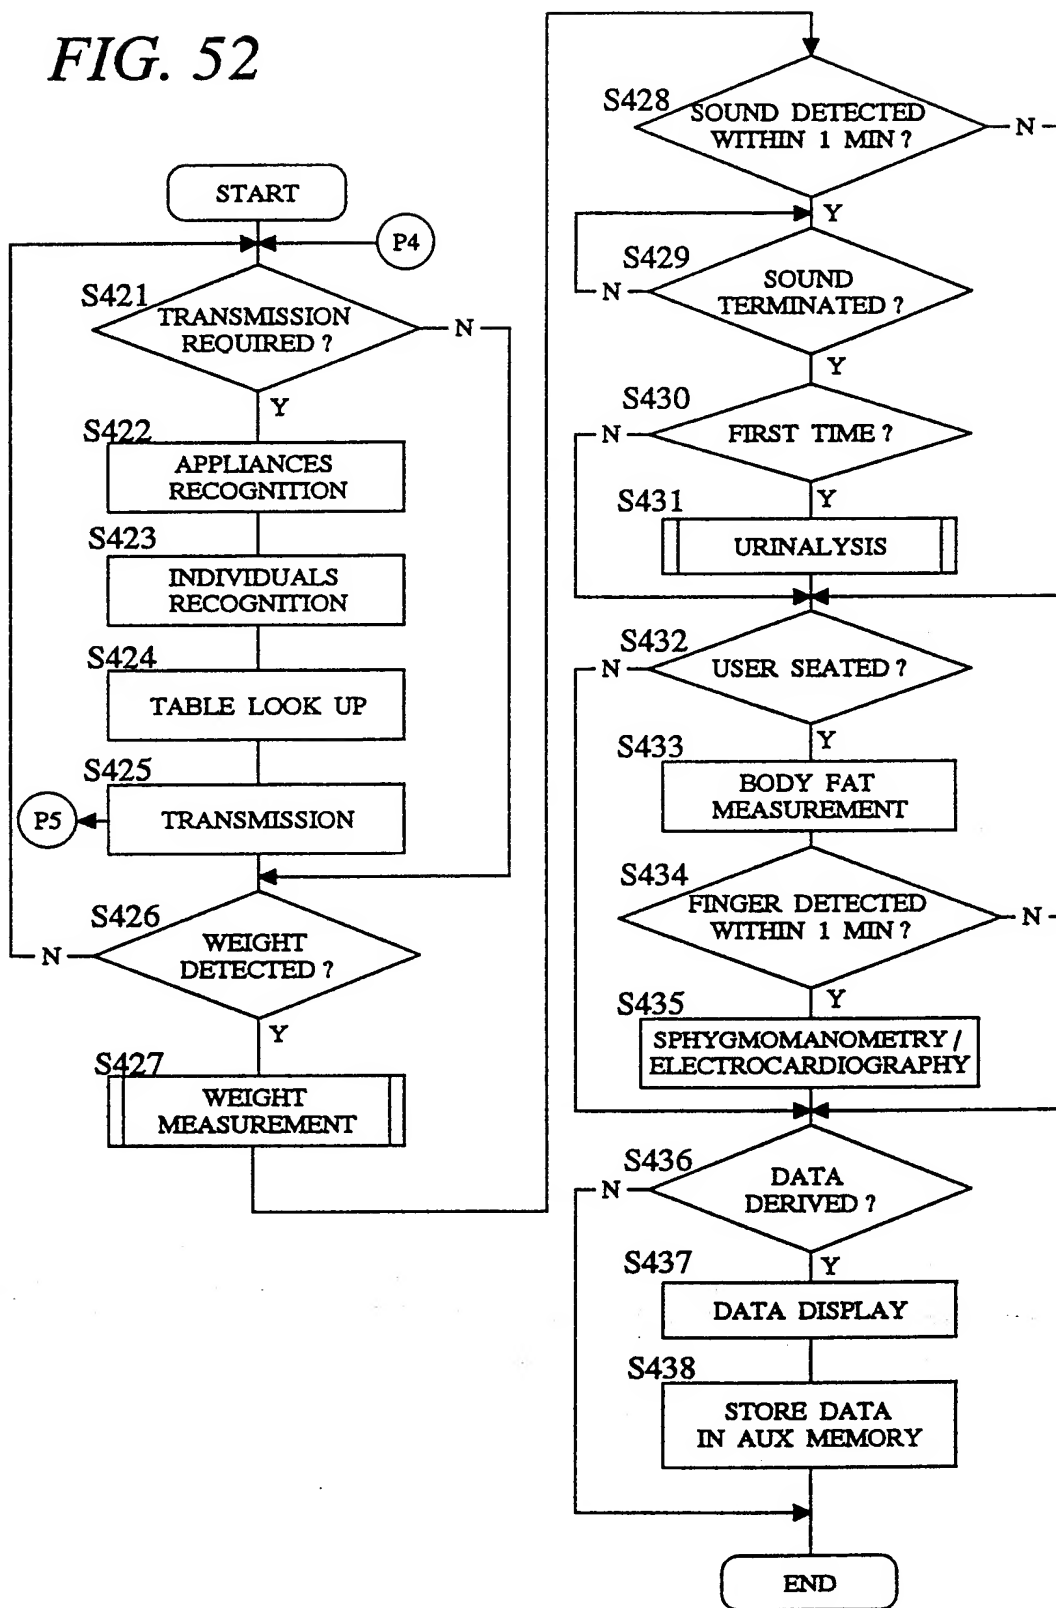 FIG. 52
START
P4
S421
TRANSMISSION
REQUIRED ?
N
Y
S422
APPLIANCES
RECOGNITION
S423
INDIVIDUALS
RECOGNITION
S424
TABLE LOOK UP
S425
P5
TRANSMISSION
S426
WEIGHT
DETECTED ?
N
Y
S427
WEIGHT
MEASUREMENT
S428
SOUND DETECTED
WITHIN 1 MIN ?
N
Y
S429
SOUND
TERMINATED ?
N
Y
S430
FIRST TIME ?
N
Y
S431
URINALYSIS
S432
USER SEATED ?
N
Y
S433
BODY FAT
MEASUREMENT
S434
FINGER DETECTED
WITHIN 1 MIN ?
N
Y
S435
SPHYGMOMANOMETRY /
ELECTROCARDIOGRAPHY
S436
DATA
DERIVED ?
N
Y
S437
DATA DISPLAY
S438
STORE DATA
IN AUX MEMORY
END